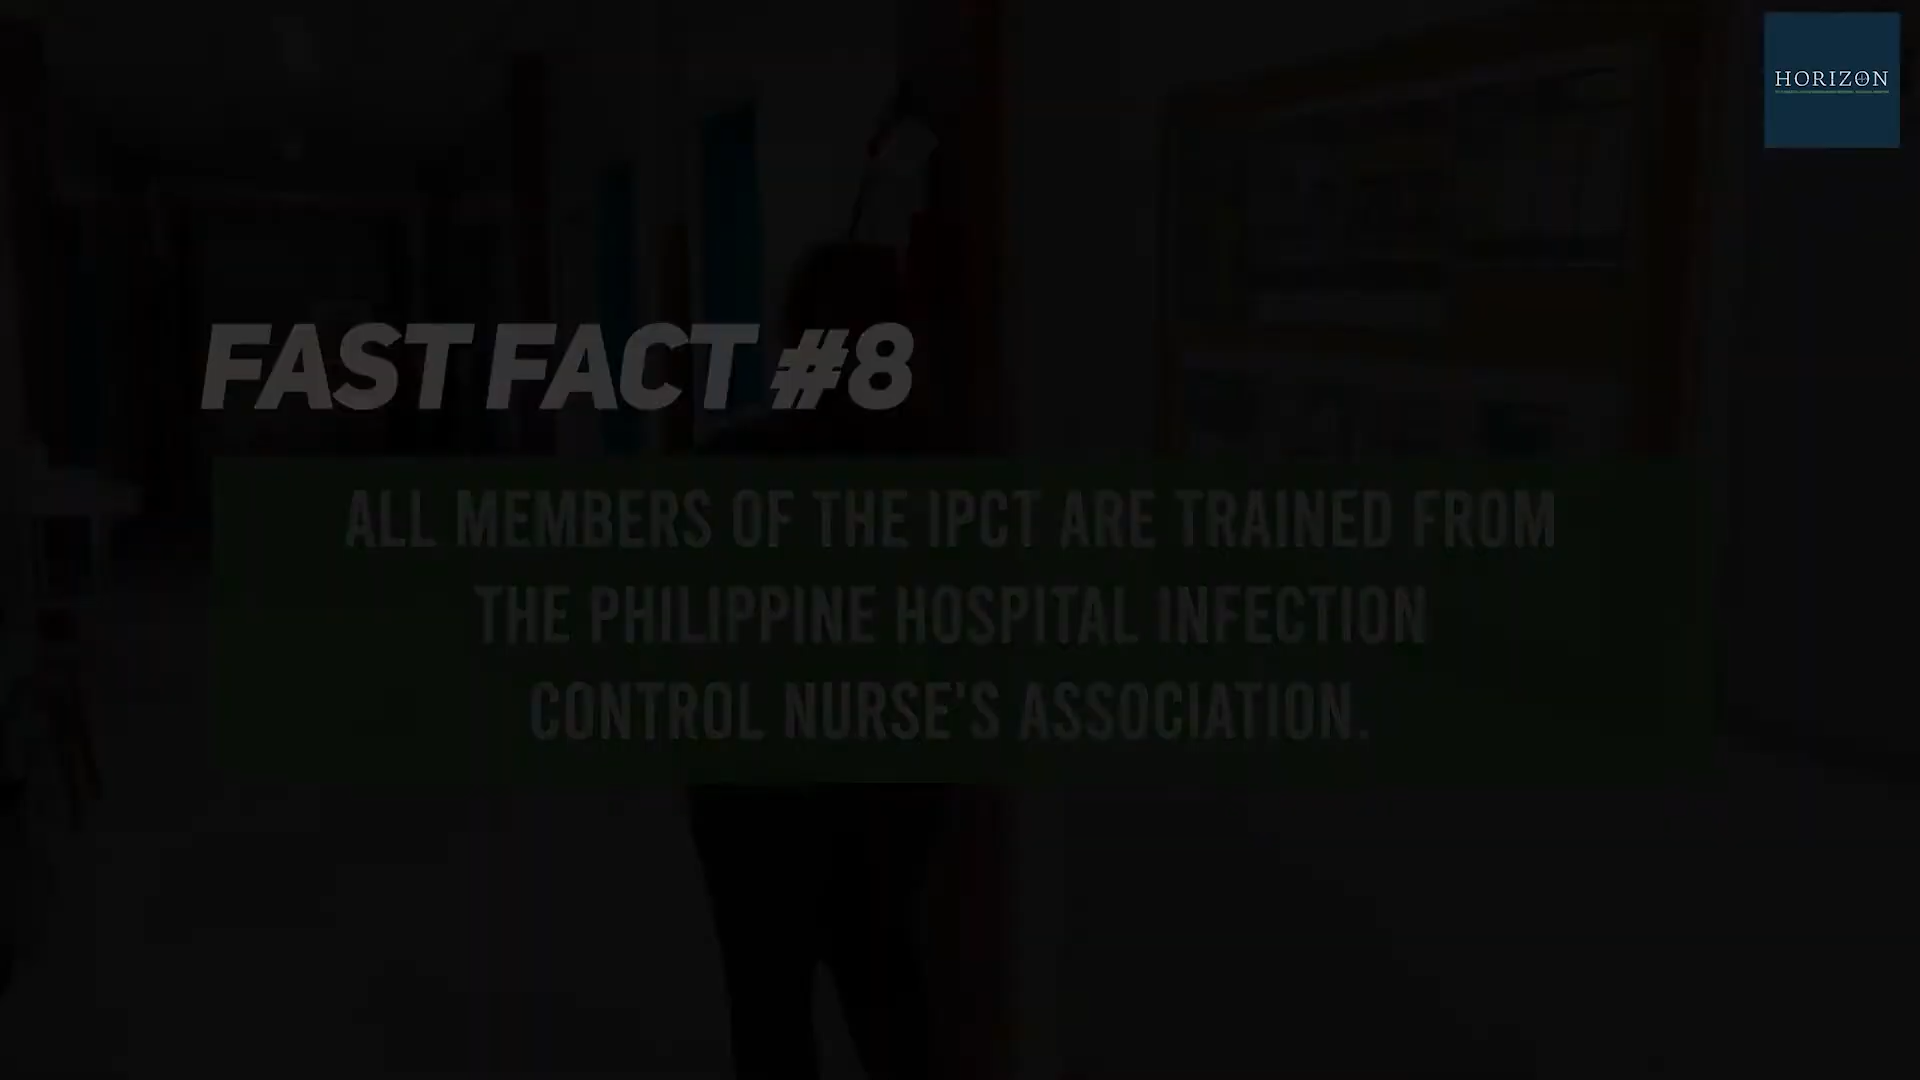 HORIZON
FAST FACT #8
ALL MEMBERS OF THE IPCT ARE TRAINED FROM
THE PHILIPPINE HOSPITAL INFECTION
CONTROL NURSE'S ASSOCIATION.